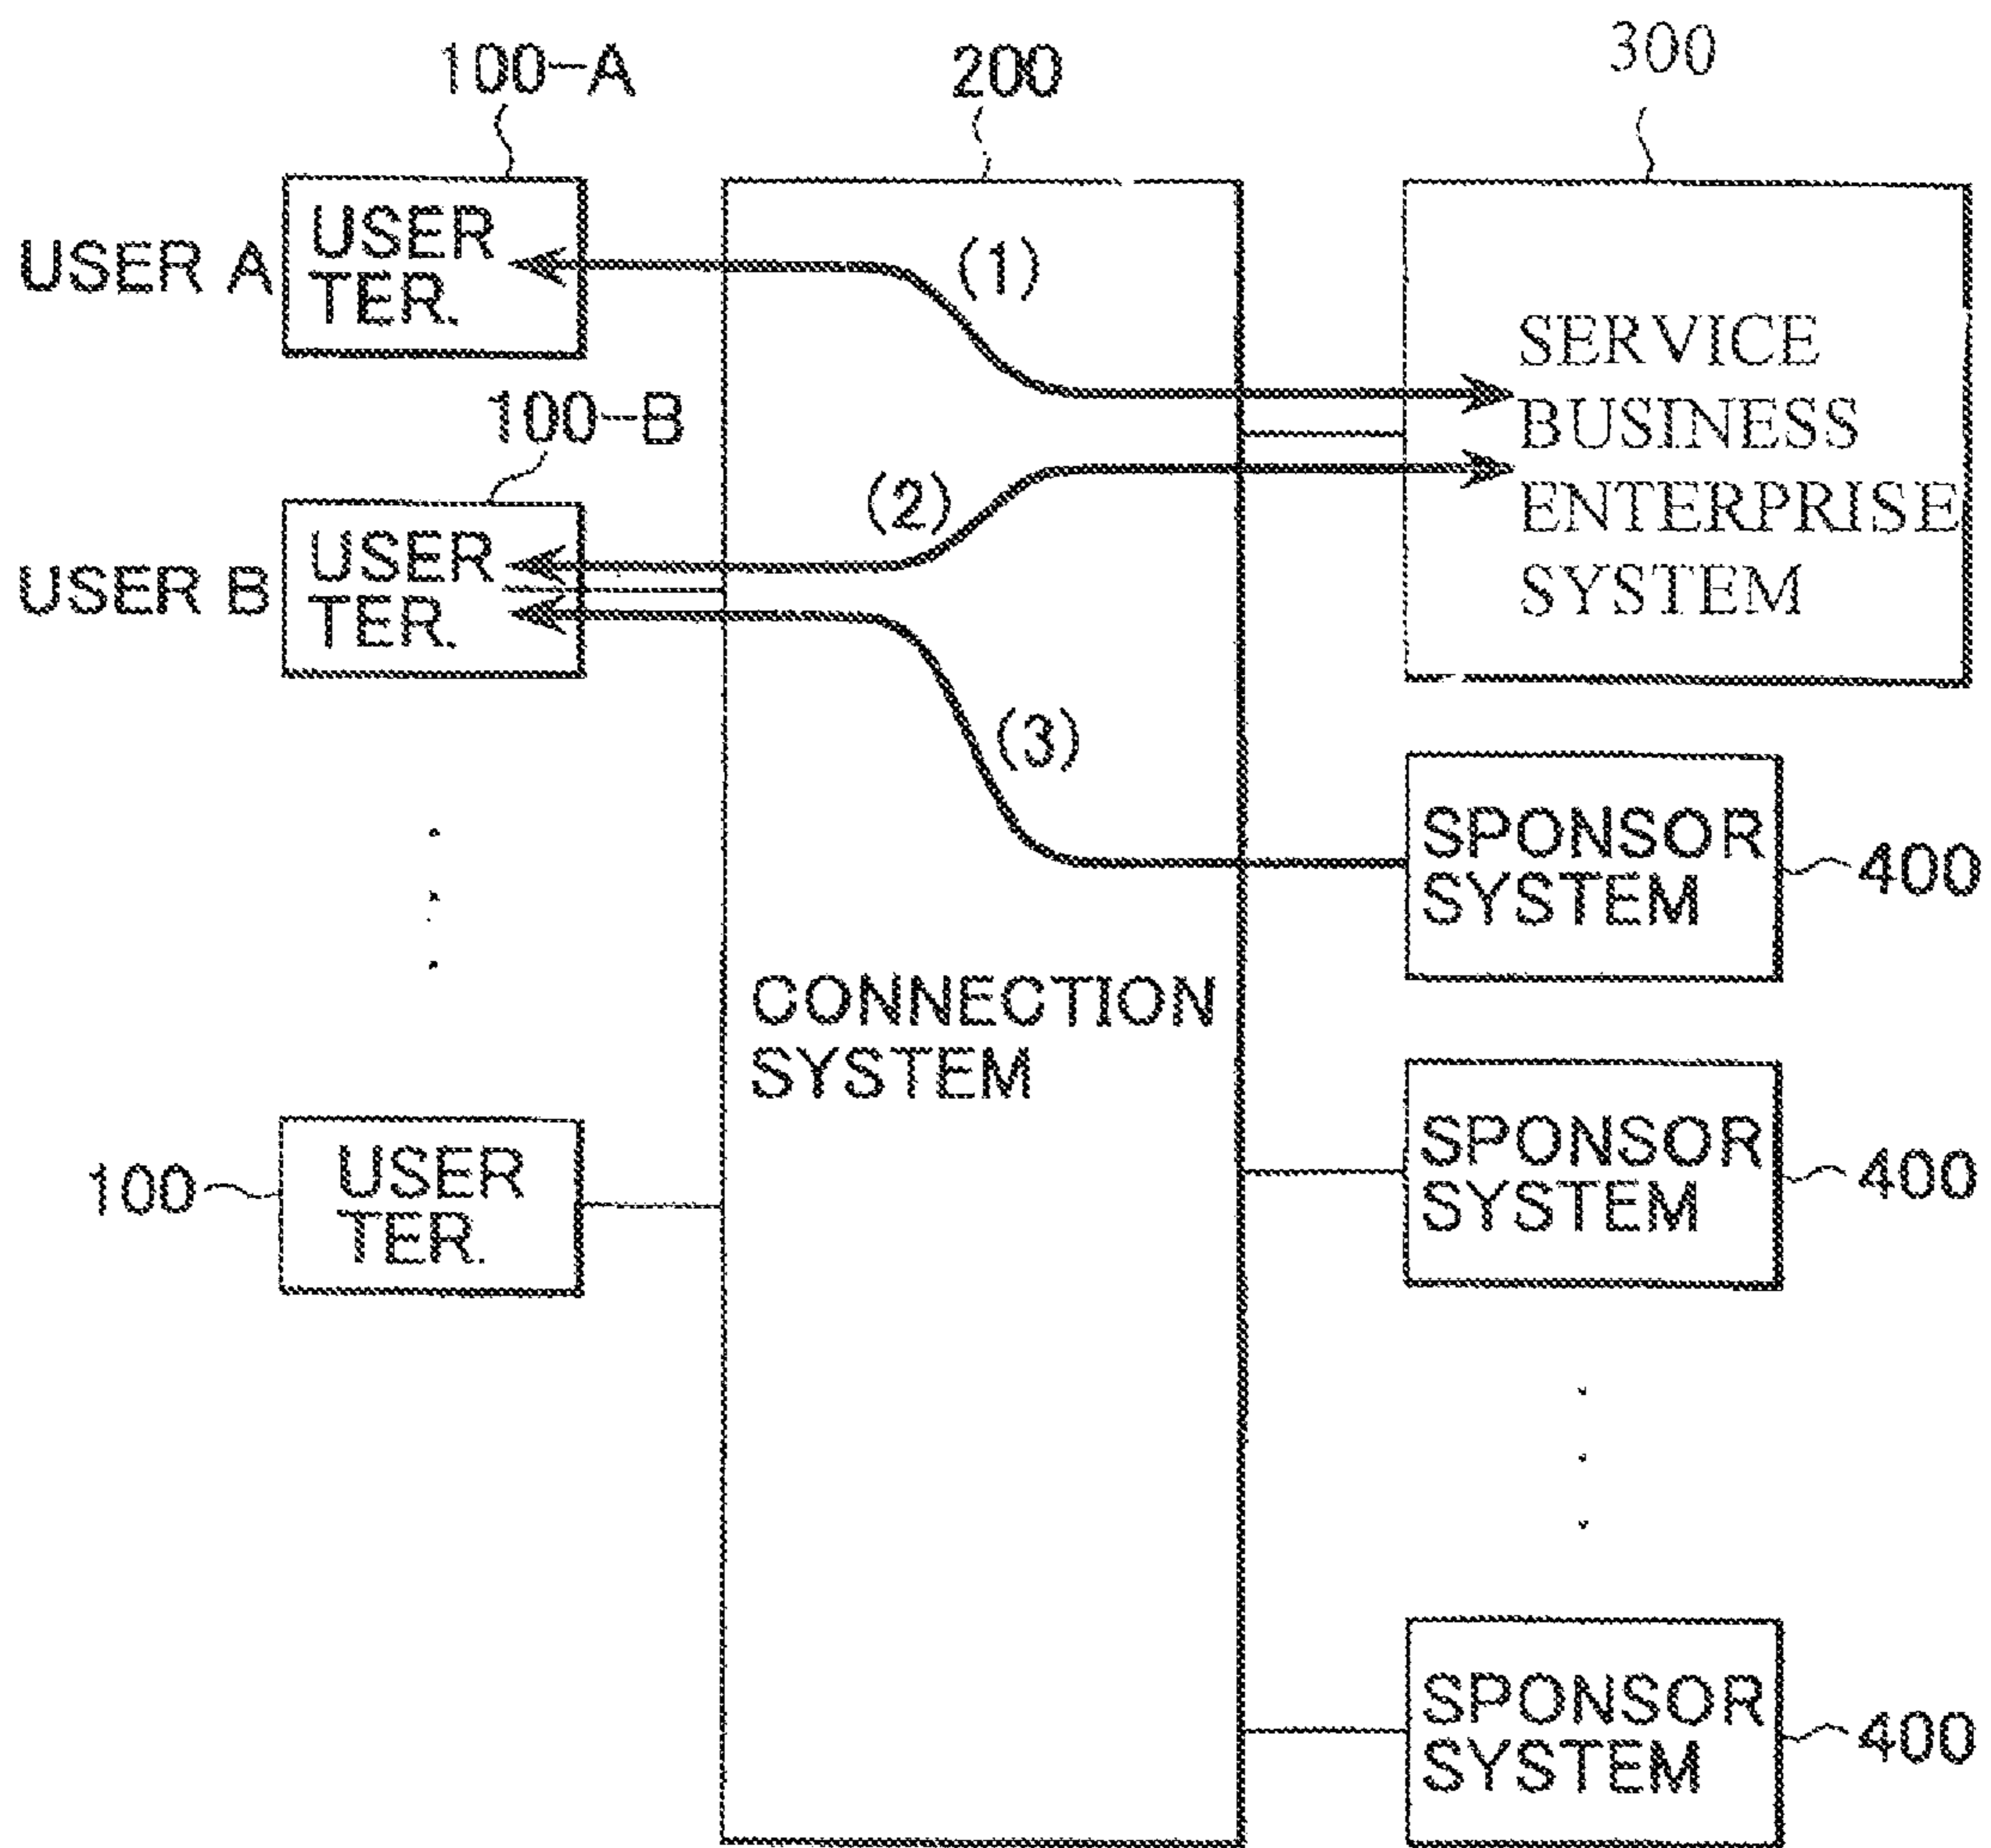 100-A
200
300
USER A
USER
TER.
(1)
SERVICE
BUSINESS
ENTERPRISE
SYSTEM
100-B
(2)
USER B
USER
TER.
(3)
SPONSOR
SYSTEM
400
CONNECTION
SYSTEM
100
USER
TER.
SPONSOR
SYSTEM
400
SPONSOR
SYSTEM
400